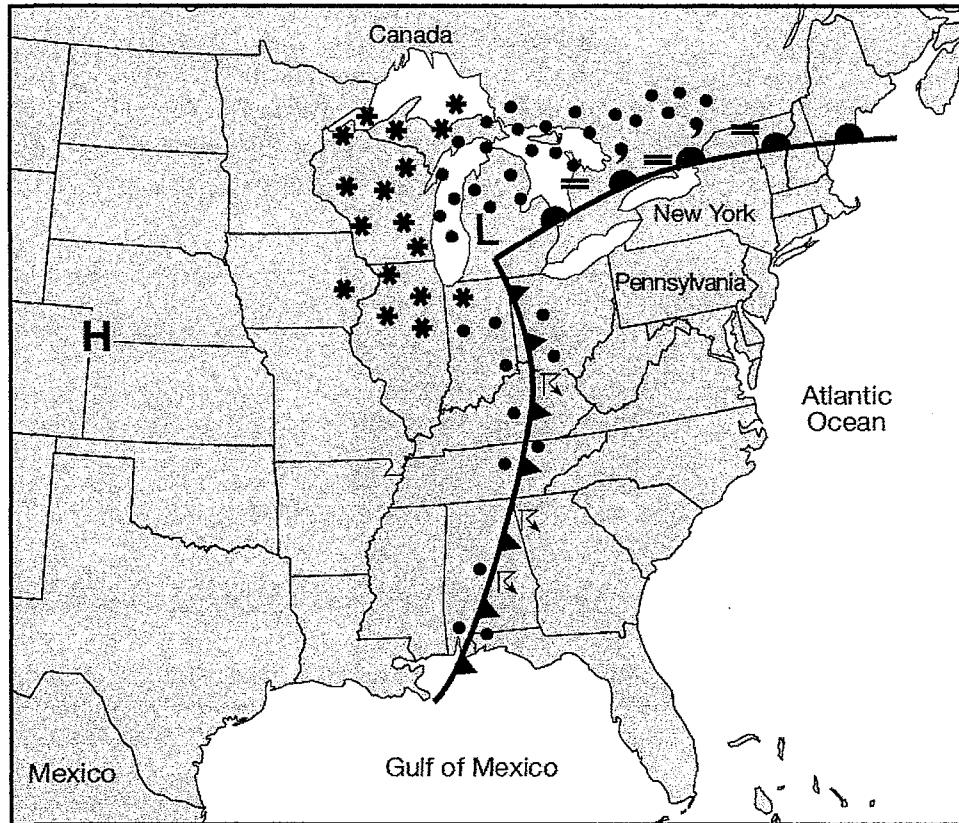 Canada
L
New York
Pennsylvania
H
Atlantic
Ocean
Gulf of Mexico
Mexico